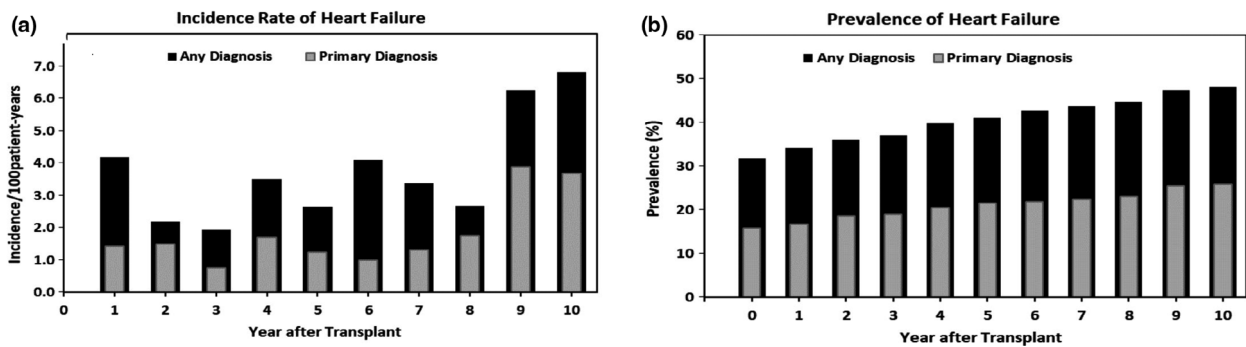 (a)
Incidence Rate of Heart Failure
Any Diagnosis
Primary Diagnosis
7.0
6.0
5.0
4.0
3.0
2.0
1.0
0.0
Incidence/100patient-years
0 1 2 3 4 5 6 7 8 9 10
Year after Transplant
(b)
Prevalence of Heart Failure
Any Diagnosis
Primary Diagnosis
60
50
40
30
20
10
0
Prevalence (%)
0 1 2 3 4 5 6 7 8 9 10
Year after Transplant